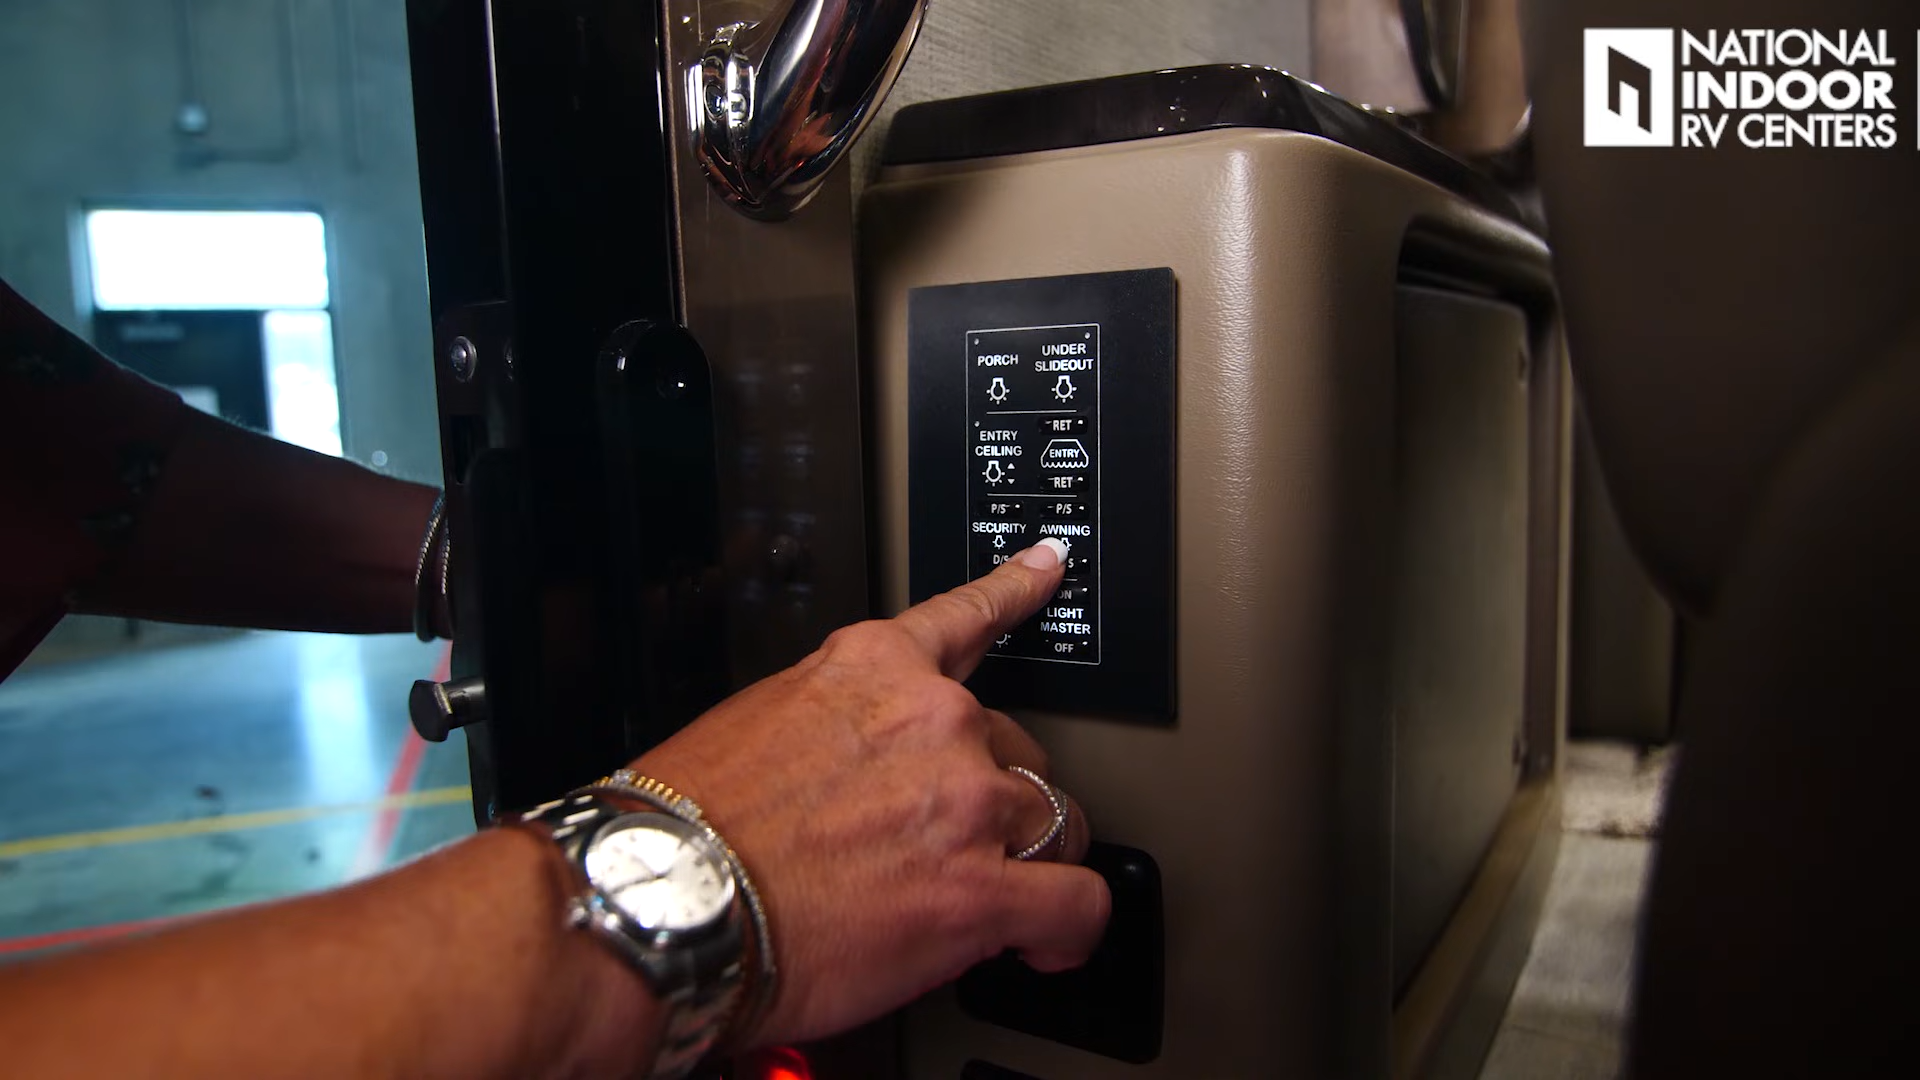 NATIONAL
INDOOR
RV CENTERS
PORCH
UNDER
SLIDEOUT
RET
ENTRY
CEILING
ENTRY
RET
P/S
P/S
SECURITY
AWNING
D/S
ON
LIGHT
MASTER
OFF